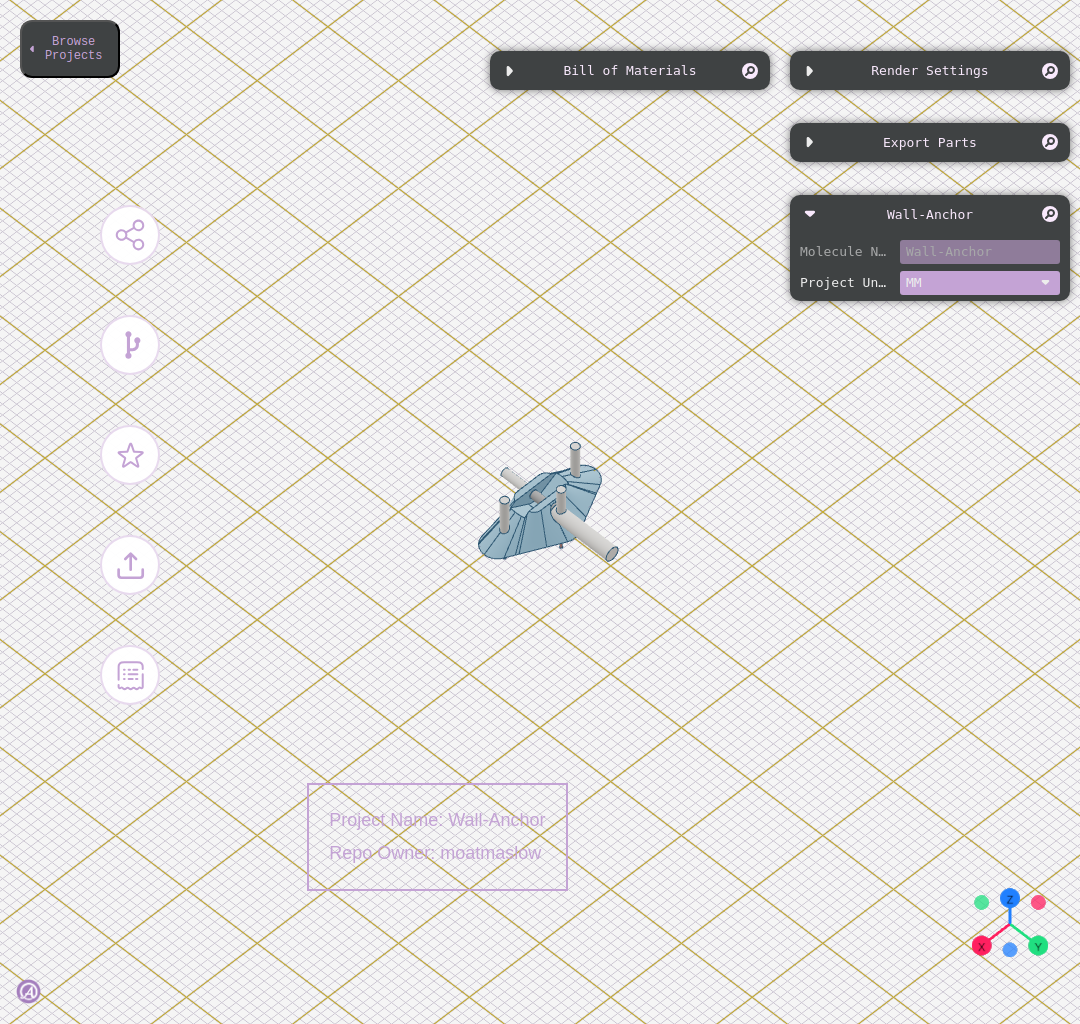 Browse
Projects
Bill of Materials
Render Settings
Export Parts
Wall-Anchor
Molecule N… Wall-Anchor
Project Un… MM
Project Name: Wall-Anchor
Repo Owner: moatmaslow
Z
X
Y
A